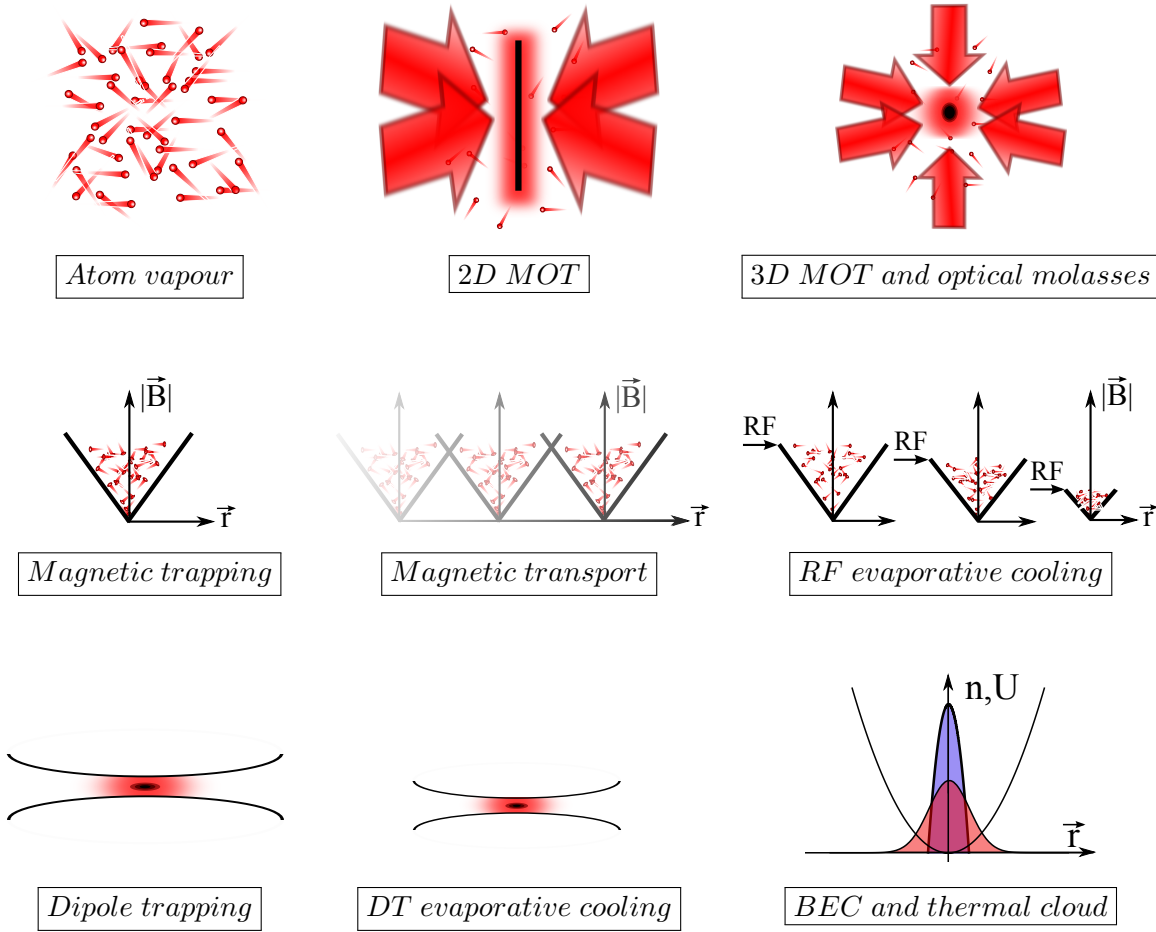 Atom vapour
2D MOT
3D MOT and optical molasses
|B⃗|
r⃗
Magnetic trapping
|B⃗|
r⃗
Magnetic transport
RF
RF
RF
|B⃗|
r⃗
RF evaporative cooling
Dipole trapping
DT evaporative cooling
n,U
r⃗
BEC and thermal cloud